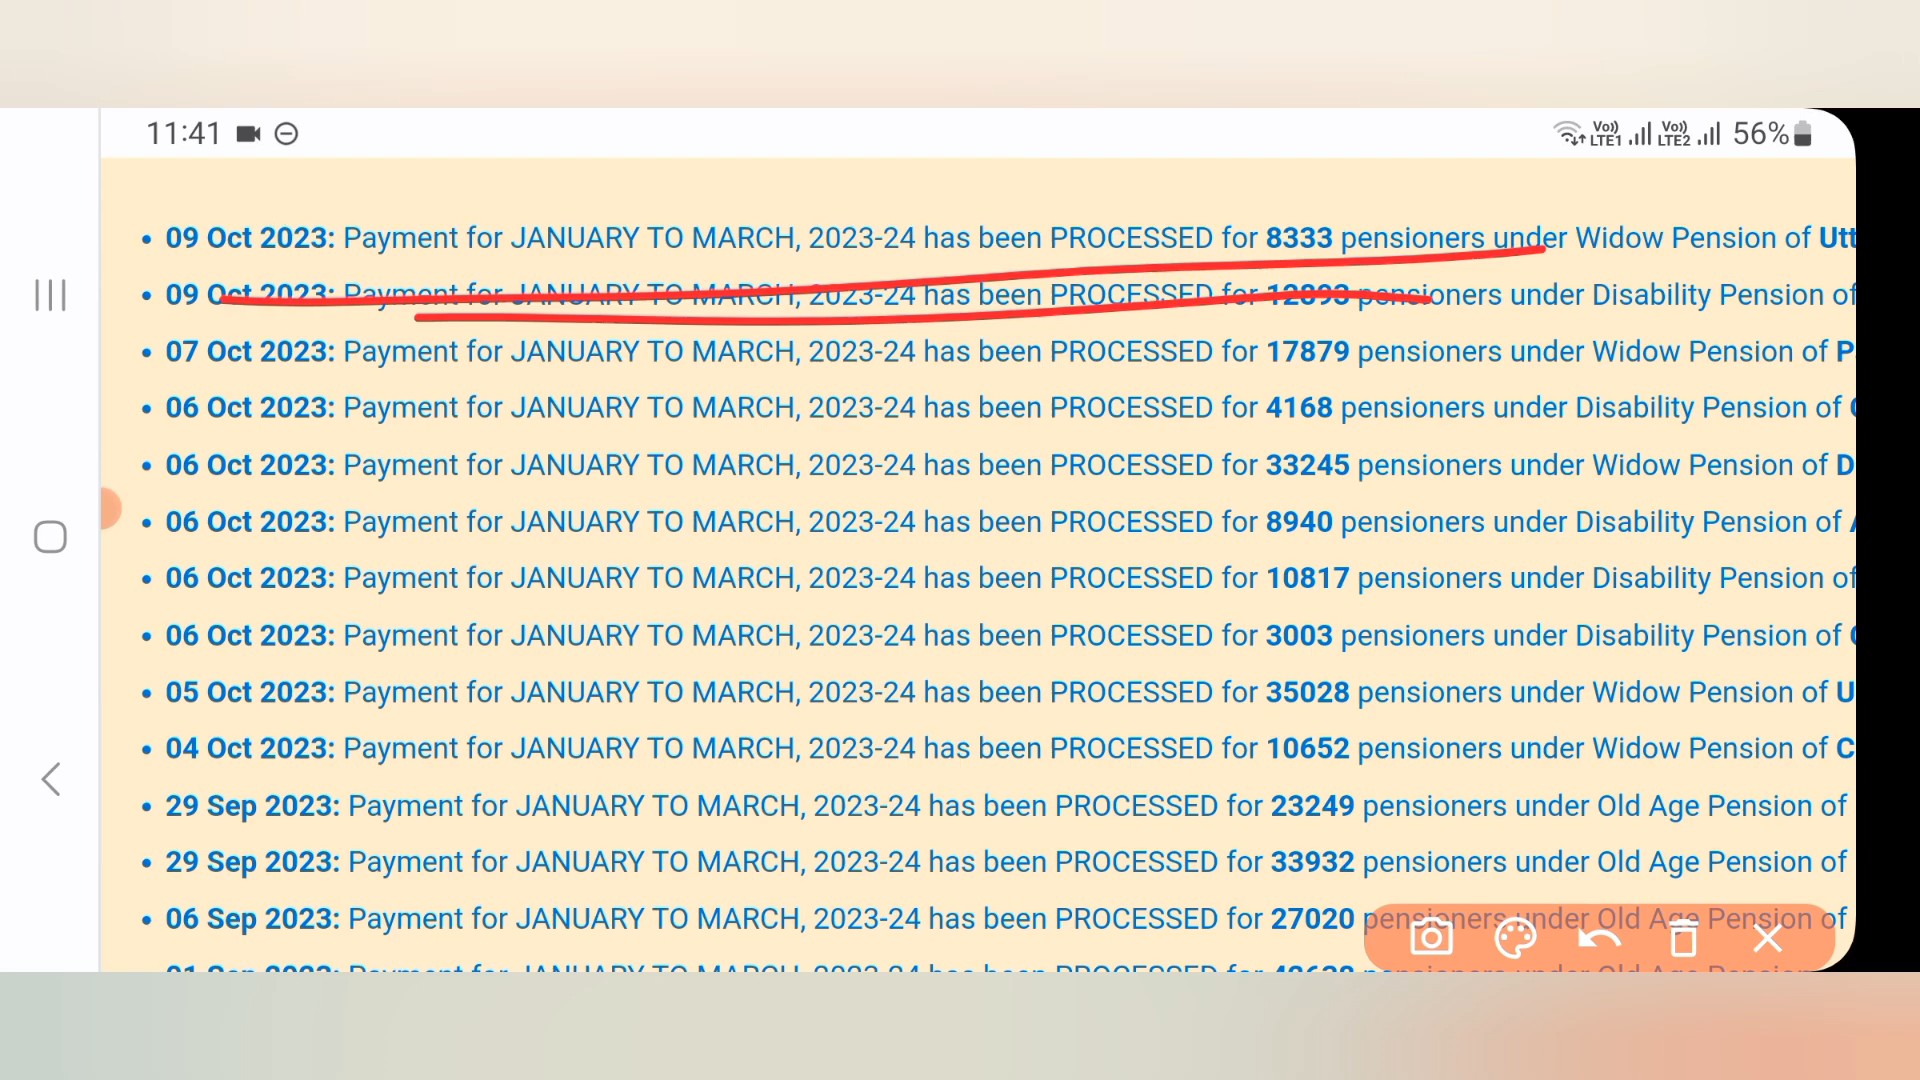 11:41
Vo)) LTE1 Vo)) LTE2 56%
• 09 Oct 2023: Payment for JANUARY TO MARCH, 2023-24 has been PROCESSED for 8333 pensioners under Widow Pension of Utt
• 09 Oct 2023: Payment for JANUARY TO MARCH, 2023-24 has been PROCESSED for 12893 pensioners under Disability Pension of
• 07 Oct 2023: Payment for JANUARY TO MARCH, 2023-24 has been PROCESSED for 17879 pensioners under Widow Pension of P
• 06 Oct 2023: Payment for JANUARY TO MARCH, 2023-24 has been PROCESSED for 4168 pensioners under Disability Pension of
• 06 Oct 2023: Payment for JANUARY TO MARCH, 2023-24 has been PROCESSED for 33245 pensioners under Widow Pension of D
• 06 Oct 2023: Payment for JANUARY TO MARCH, 2023-24 has been PROCESSED for 8940 pensioners under Disability Pension of
• 06 Oct 2023: Payment for JANUARY TO MARCH, 2023-24 has been PROCESSED for 10817 pensioners under Disability Pension of
• 06 Oct 2023: Payment for JANUARY TO MARCH, 2023-24 has been PROCESSED for 3003 pensioners under Disability Pension of
• 05 Oct 2023: Payment for JANUARY TO MARCH, 2023-24 has been PROCESSED for 35028 pensioners under Widow Pension of U
• 04 Oct 2023: Payment for JANUARY TO MARCH, 2023-24 has been PROCESSED for 10652 pensioners under Widow Pension of C
• 29 Sep 2023: Payment for JANUARY TO MARCH, 2023-24 has been PROCESSED for 23249 pensioners under Old Age Pension of
• 29 Sep 2023: Payment for JANUARY TO MARCH, 2023-24 has been PROCESSED for 33932 pensioners under Old Age Pension of
• 06 Sep 2023: Payment for JANUARY TO MARCH, 2023-24 has been PROCESSED for 27020 pensioners under Old Age Pension of